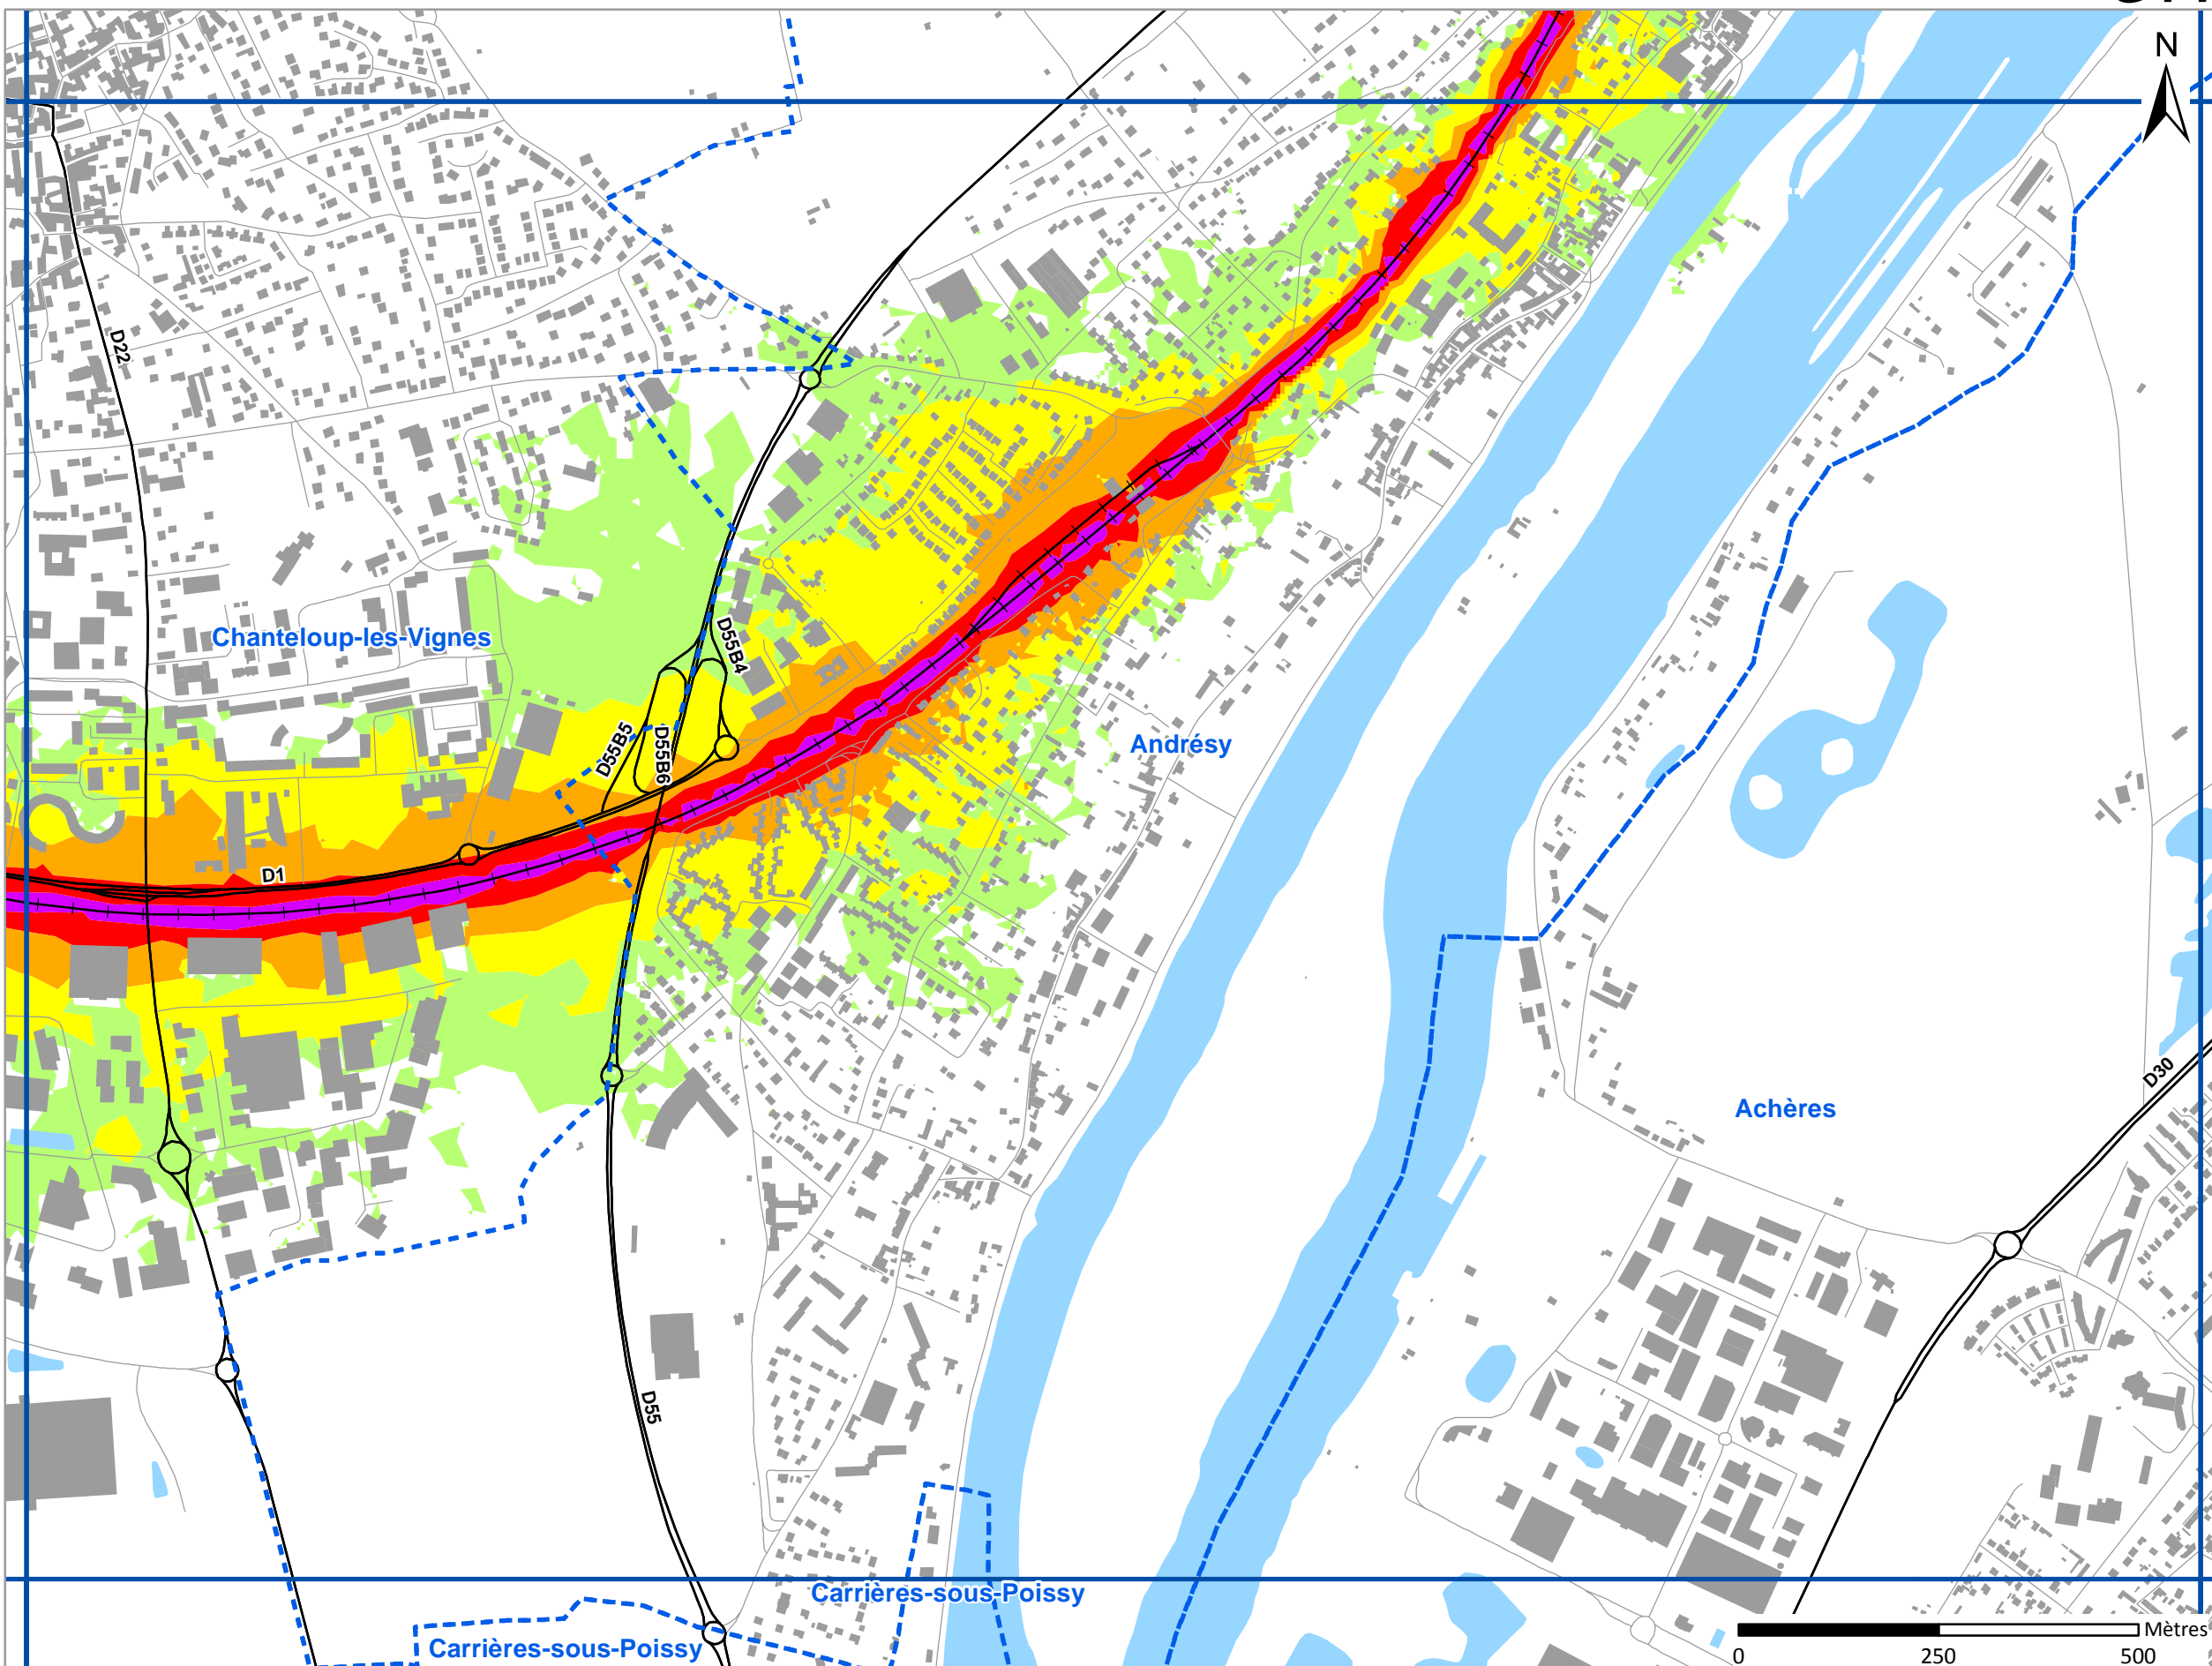 N
D22
Chanteloup-les-Vignes
D55B4
D55B5
D55B6
Andrésy
D1
D30
Achères
D55
Carrières-sous-Poissy
Carrières-sous-Poissy
Mètres
0 250 500